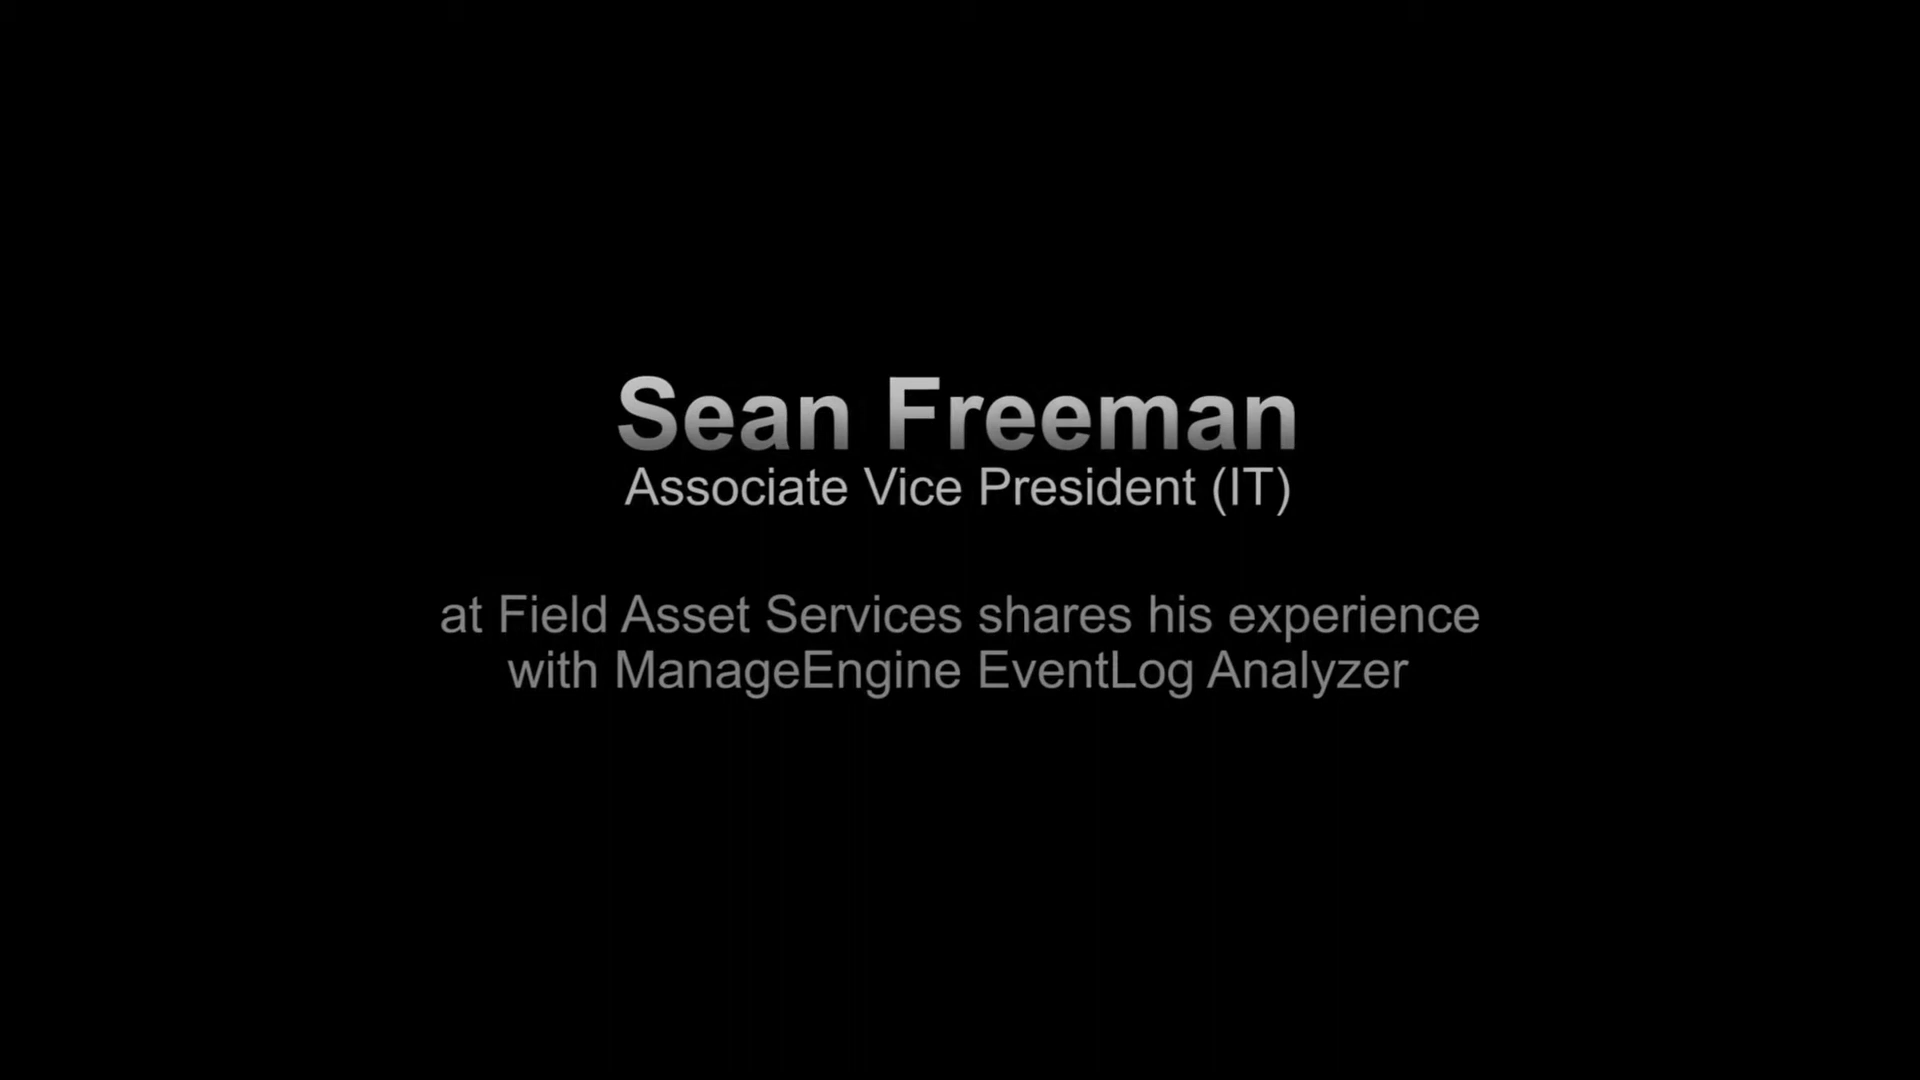 Sean Freeman
Associate Vice President (IT)
at Field Asset Services shares his experience
with ManageEngine EventLog Analyzer